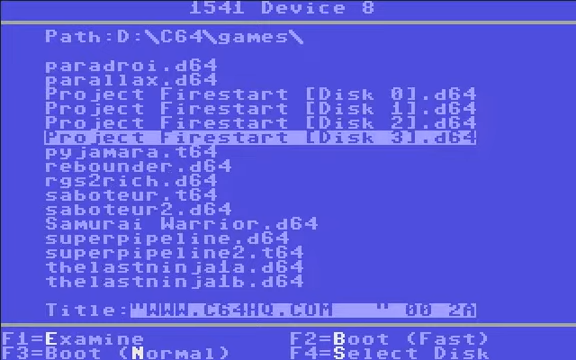 1541 Device 8
Path:D:\C64\games\
paradroi.d64
parallax.d64
Project Firestart [Disk 0].d64
Project Firestart [Disk 1].d64
Project Firestart [Disk 2].d64
Project Firestart [Disk 3].d64
pyjamara.t64
rebounder.d64
rgs2rich.d64
saboteur.t64
saboteur2.d64
Samurai Warrior.d64
superpipeline.d64
superpipeline2.t64
thelastninja1a.d64
thelastninja1b.d64
Title:"WWW.C64HQ.COM   " 00 2A
F1=Examine F2=Boot (Fast)
F3=Boot (Normal) F4=Select Disk